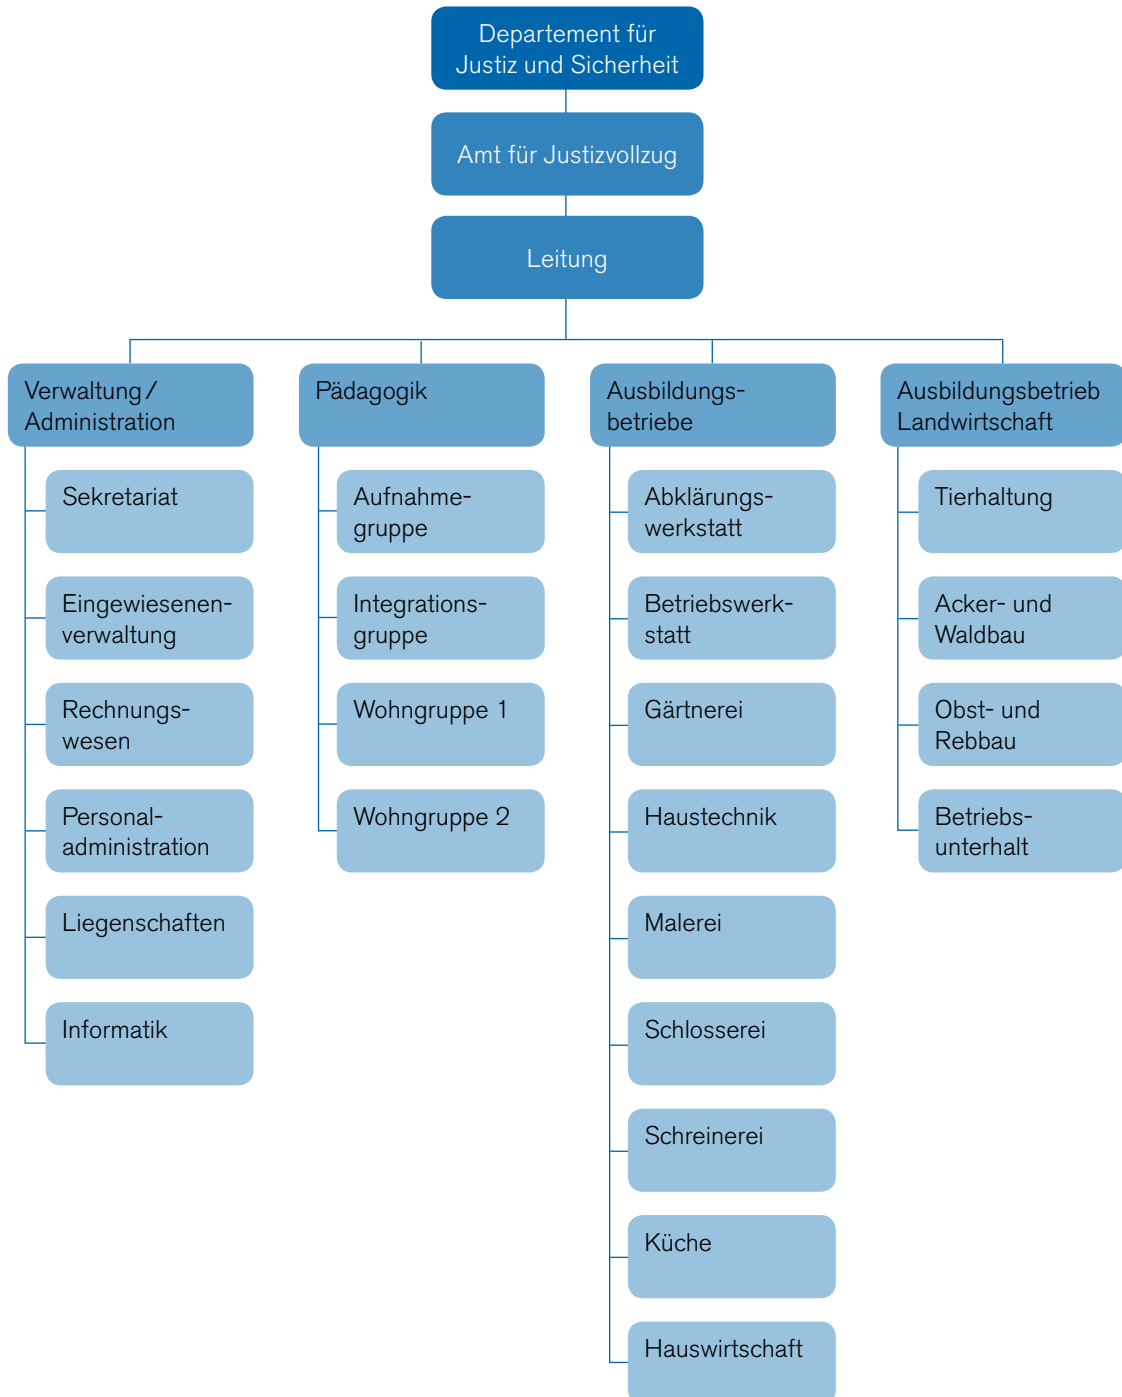 Departement für
Justiz und Sicherheit
Amt für Justizvollzug
Leitung
Verwaltung /
Administration
Sekretariat
Eingewiesenen-
verwaltung
Rechnungs-
wesen
Personal-
administration
Liegenschaften
Informatik
Pädagogik
Aufnahme-
gruppe
Integrations-
gruppe
Wohngruppe 1
Wohngruppe 2
Ausbildungs-
betriebe
Abklärungs-
werkstatt
Betriebswerk-
statt
Gärtnerei
Haustechnik
Malerei
Schlosserei
Schreinerei
Küche
Hauswirtschaft
Ausbildungsbetrieb
Landwirtschaft
Tierhaltung
Acker- und
Waldbau
Obst- und
Rebbau
Betriebs-
unterhalt